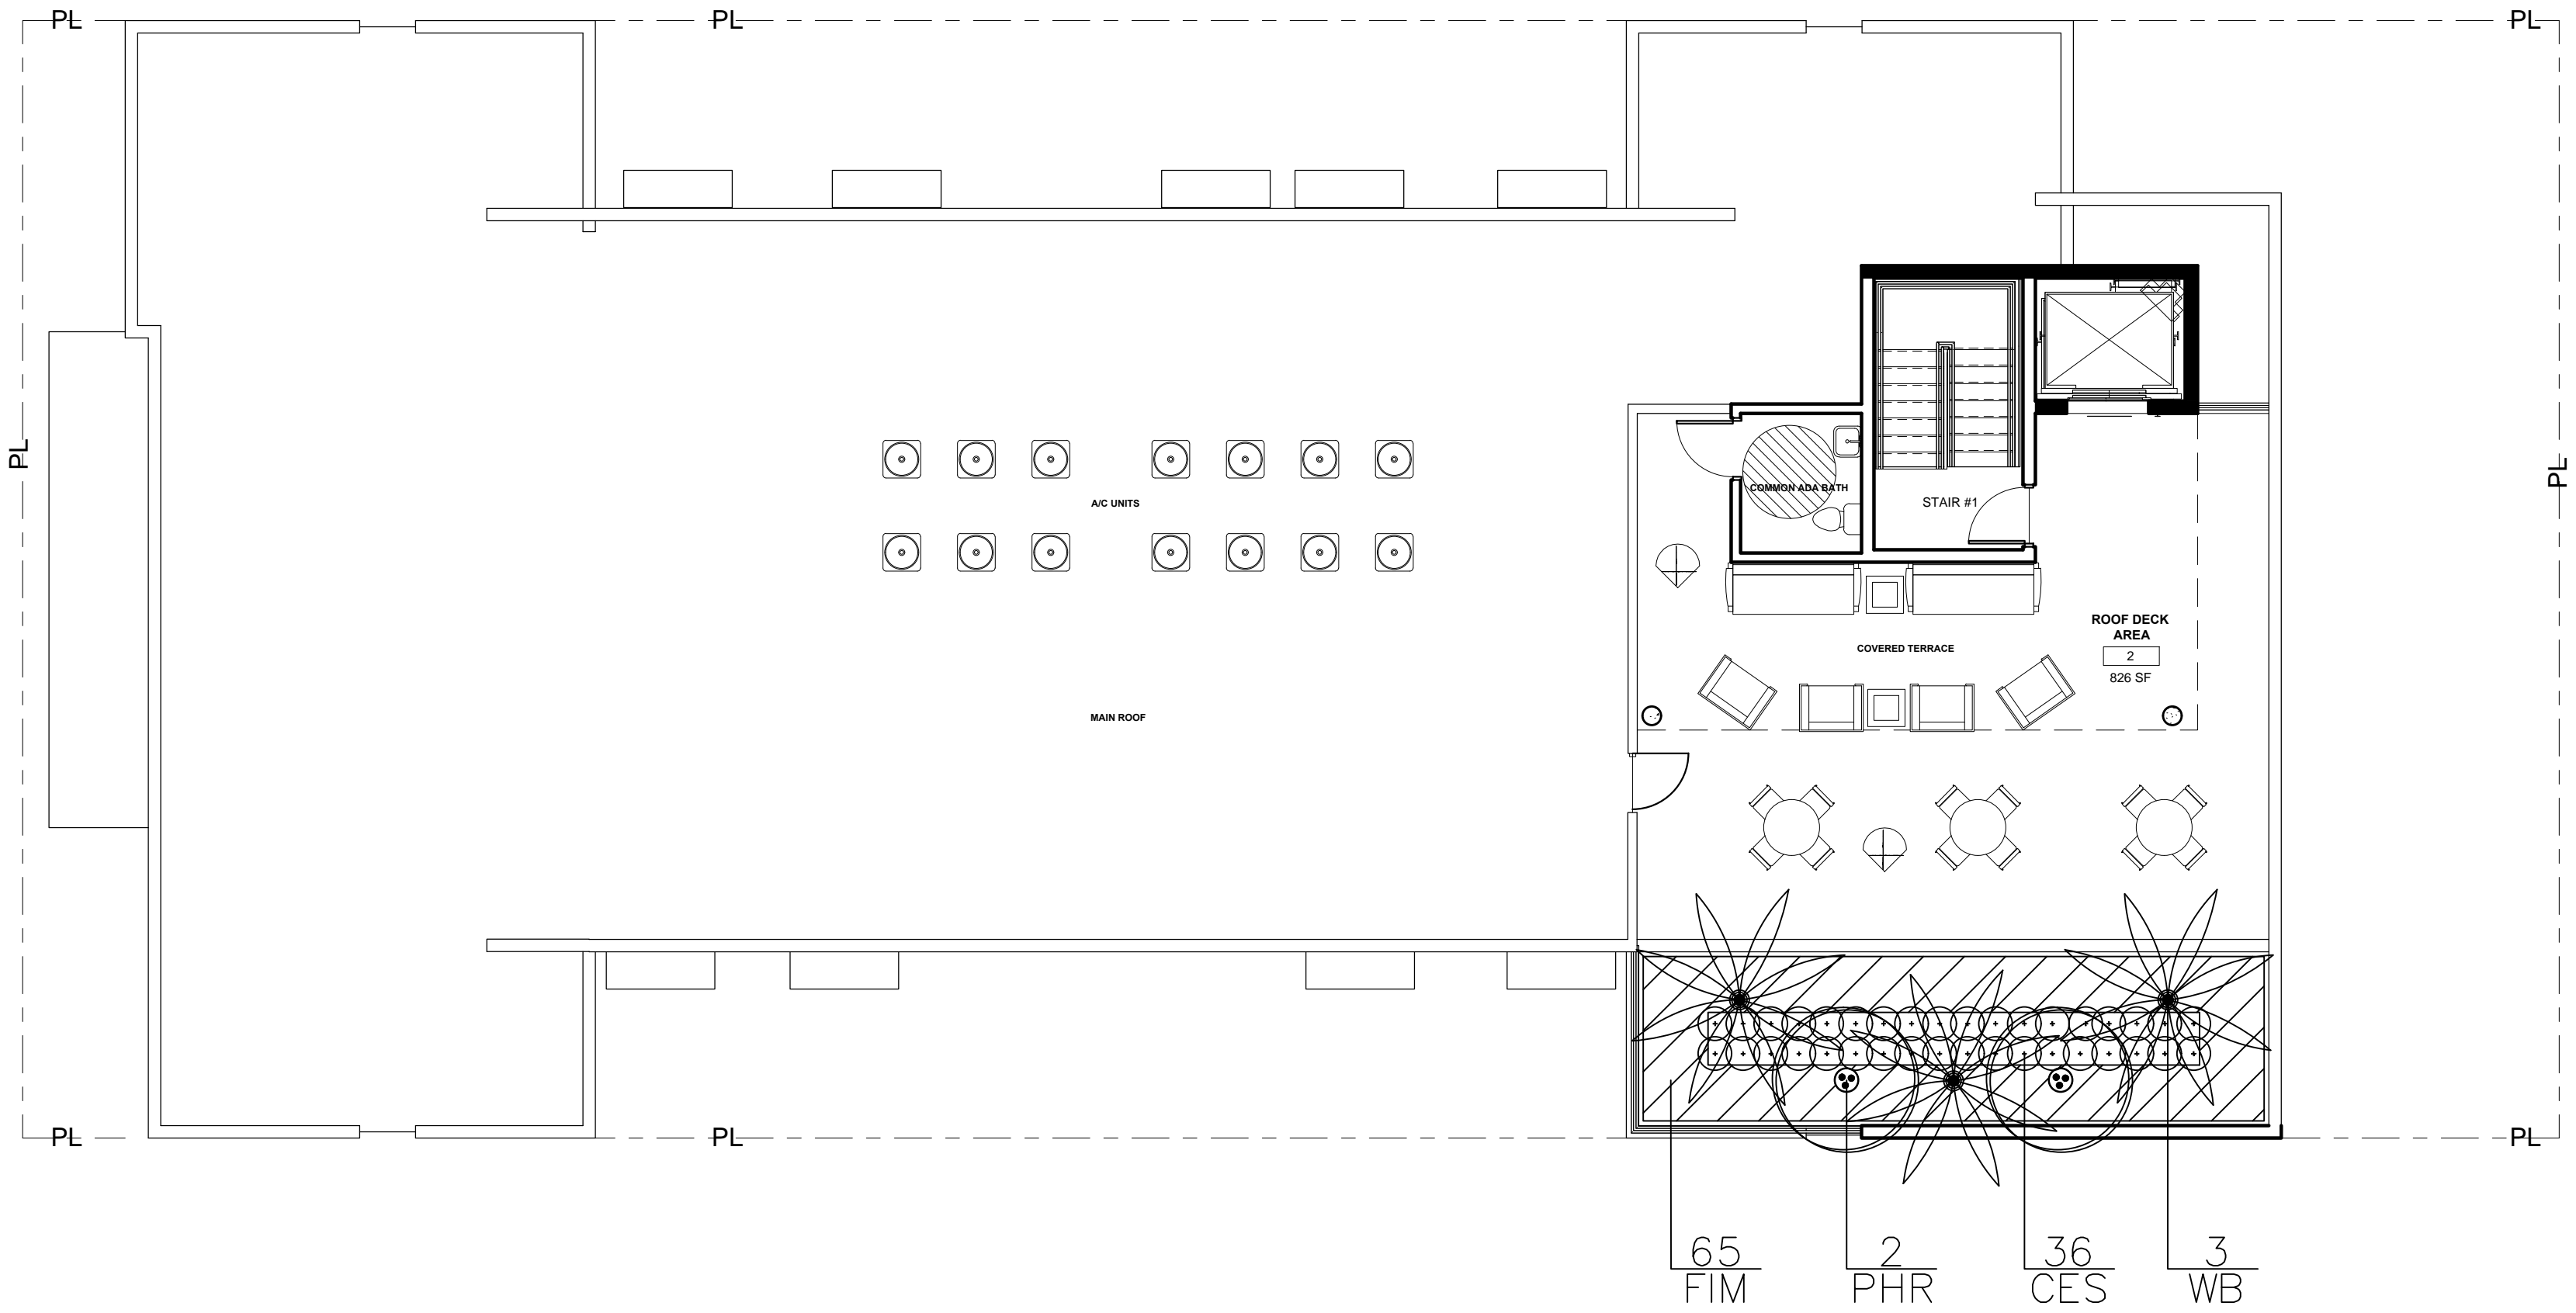 PL
PL
PL
PL
PL
A/C UNITS
COMMON ADA BATH
STAIR #1
ROOF DECK
AREA
2
826 SF
COVERED TERRACE
MAIN ROOF
PL
PL
PL
65
FIM
2
PHR
36
CES
3
WB